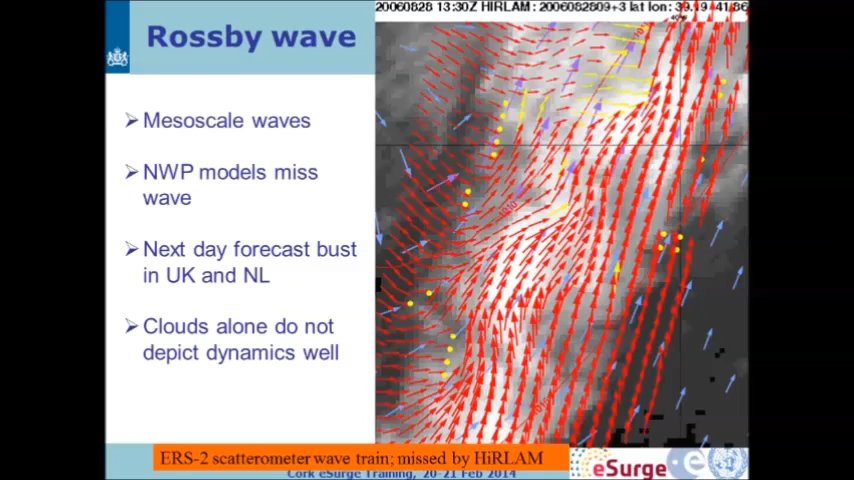 20060828 13:30Z HIRLAM: 2006082809+3 lat lon: 39.19 -41.86
Rossby wave
Mesoscale waves
NWP models miss
wave
Next day forecast bust
in UK and NL
Clouds alone do not
depict dynamics well
1010
ERS-2 scatterometer wave train; missed by HiRLAM
eSurge
Cork eSurge Training, 20-21 Feb 2014